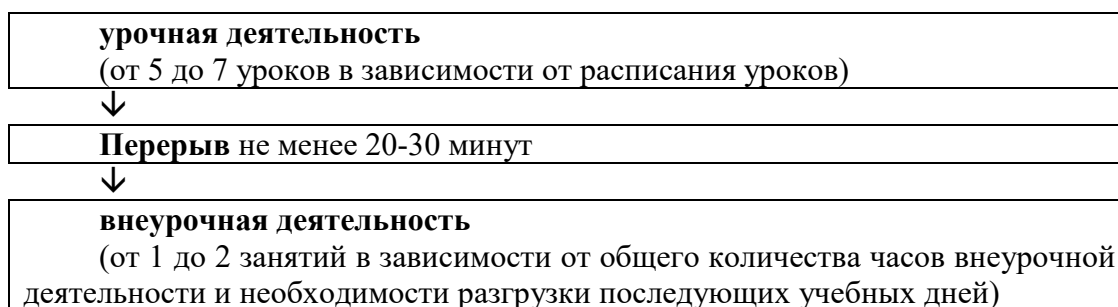 урочная деятельность
(от 5 до 7 уроков в зависимости от расписания уроков)
↓
Перерыв не менее 20-30 минут
↓
внеурочная деятельность
(от 1 до 2 занятий в зависимости от общего количества часов внеурочной
деятельности и необходимости разгрузки последующих учебных дней)